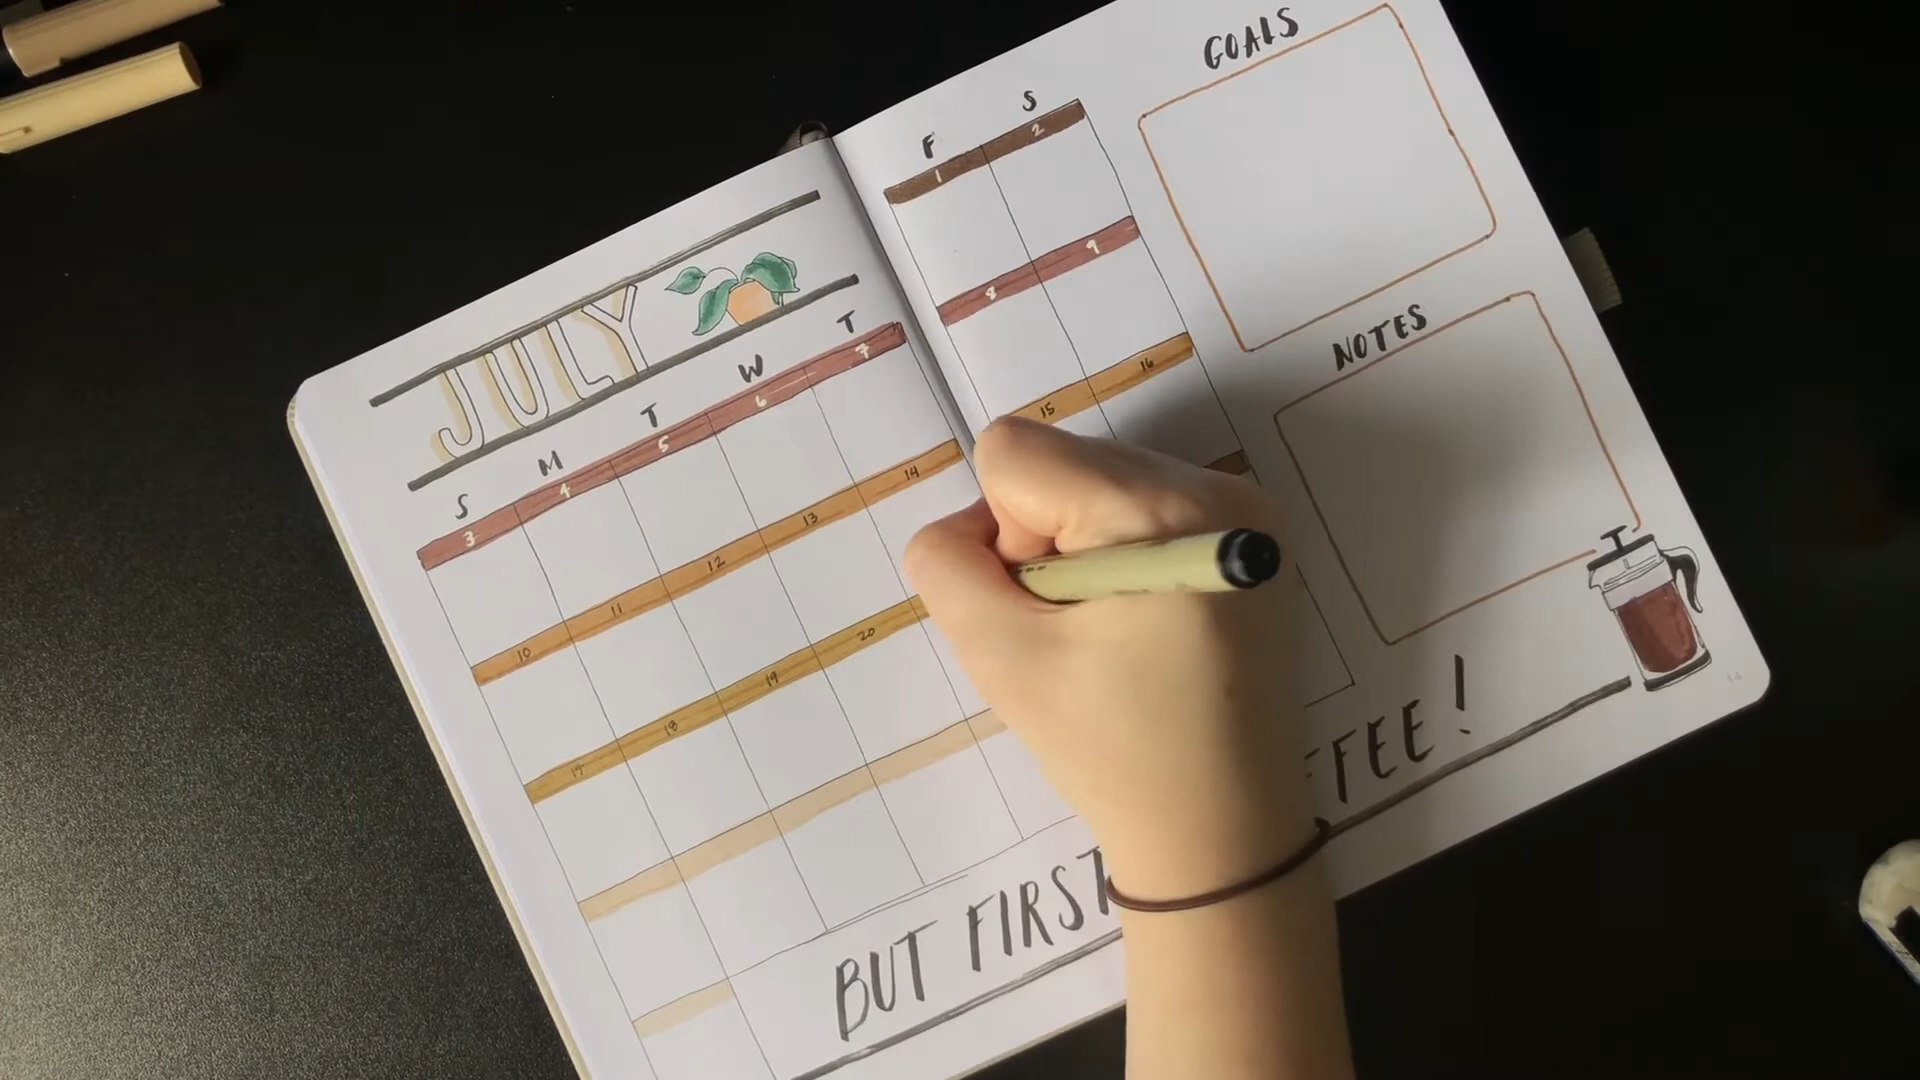 JULY
S M T W T
3 4 5 6 7
10 11 12 13 14
17 18 19 20
BUT FIRST
F S
1 2
8 9
15 16
GOALS
NOTES
FFEE!